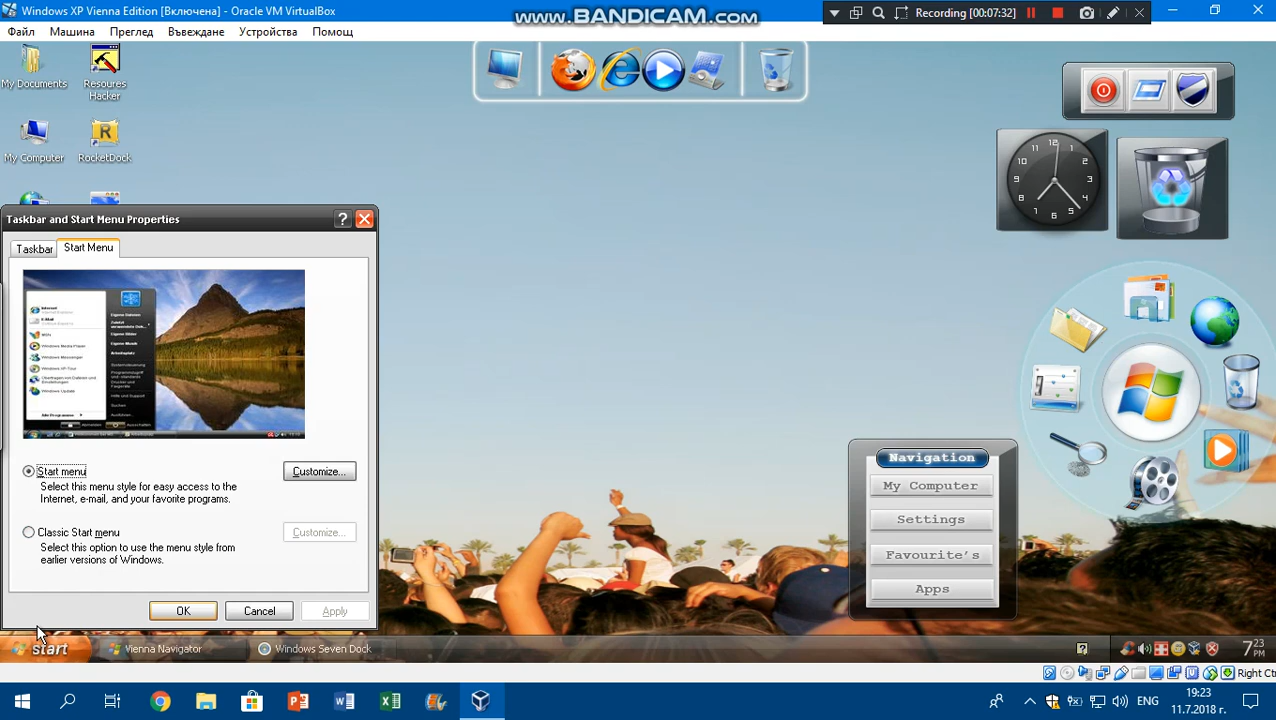 Windows XP Vienna Edition [Включена] - Oracle VM VirtualBox
www.BANDICAM.com
Recording [00:07:32]
Файл Машина Преглед Въвеждане Устройства Помощ
My Documents
Resoures Hacker
My Computer
RocketDock
Taskbar and Start Menu Properties
Taskbar
Start Menu
Start menu
Customize...
Select this menu style for easy access to the
Internet, e-mail, and your favorite programs.
Classic Start menu
Customize...
Select this option to use the menu style from
earlier versions of Windows.
OK
Cancel
Apply
Navigation
My Computer
Settings
Favourite's
Apps
start
Vienna Navigator
Windows Seven Dock
7 23 PM
Right Ct
ENG
19:23
11.7.2018 г.